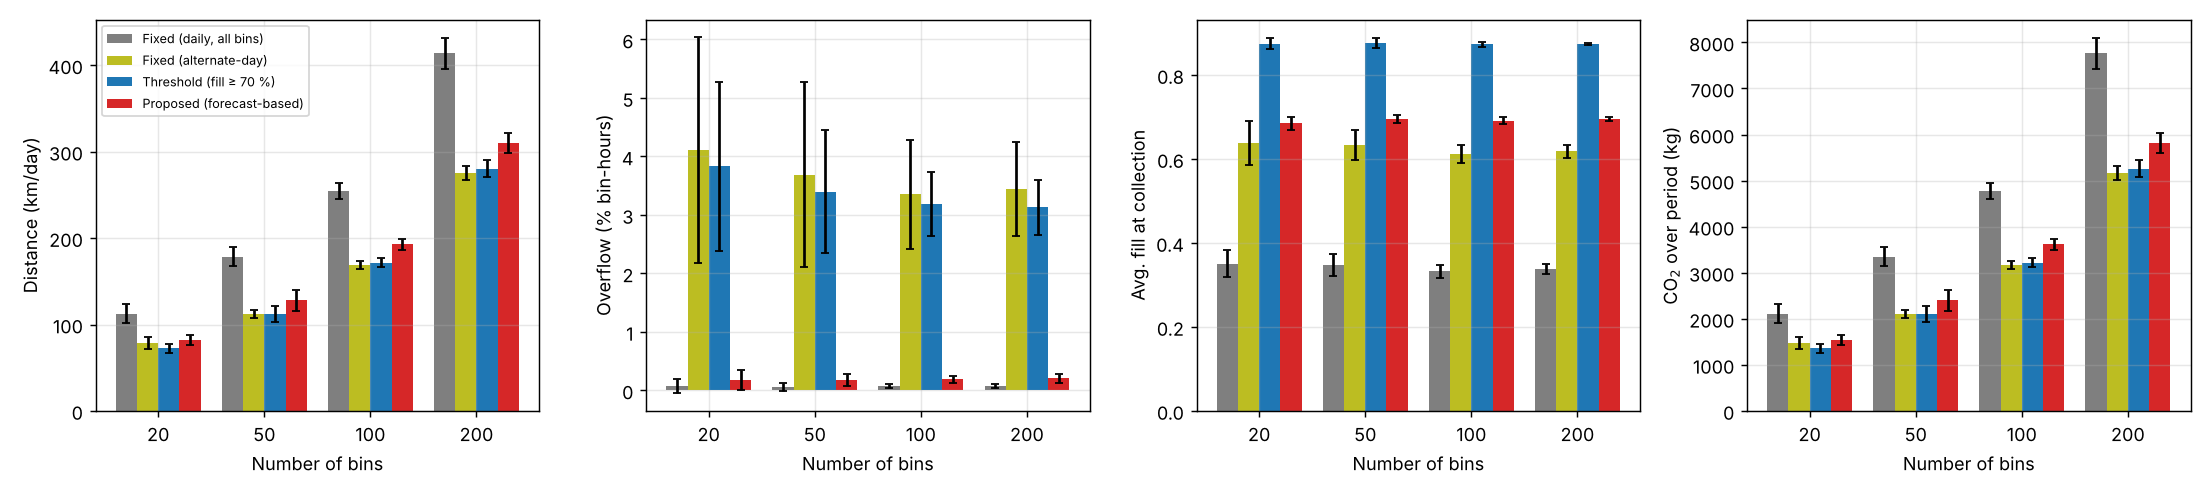 Distance (km/day)
400
300
200
100
0
Fixed (daily, all bins)
Fixed (alternate-day)
Threshold (fill ≥ 70 %)
Proposed (forecast-based)
20 50 100 200
Number of bins
Overflow (% bin-hours)
6
5
4
3
2
1
0
20 50 100 200
Number of bins
Avg. fill at collection
0.8
0.6
0.4
0.2
0.0
20 50 100 200
Number of bins
CO₂ over period (kg)
8000
7000
6000
5000
4000
3000
2000
1000
0
20 50 100 200
Number of bins